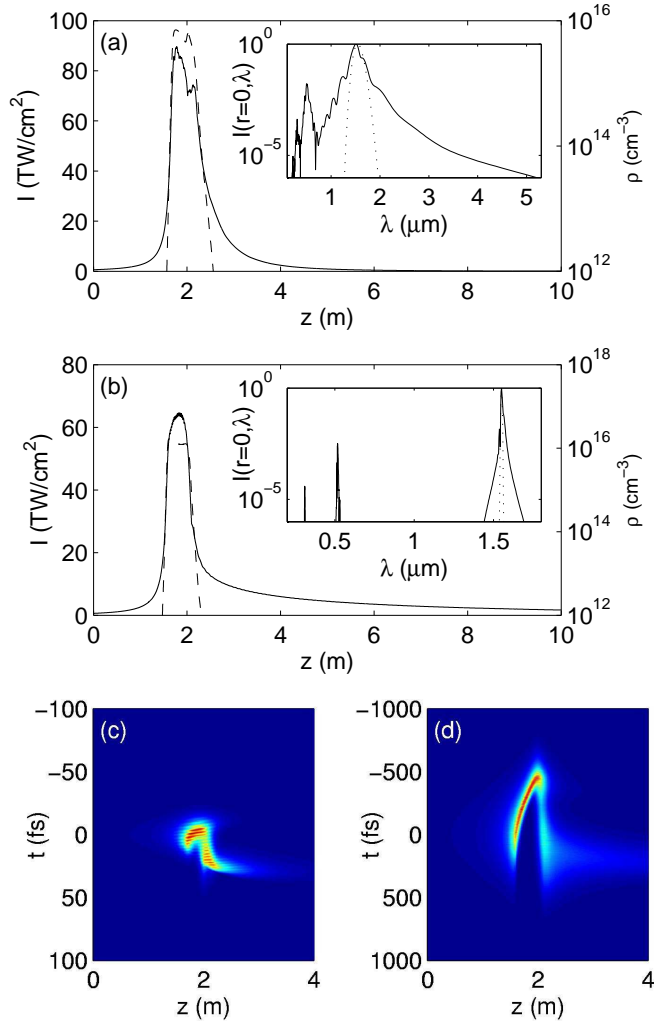 (a)
I (TW/cm²)
100
80
60
40
20
0
0 2 4 6 8 10
z (m)
10¹⁶
10¹⁴
10¹²
ρ (cm⁻³)
I(r=0,λ)
10⁰
10⁻⁵
1 2 3 4 5
λ (μm)
(b)
I (TW/cm²)
80
60
40
20
0
0 2 4 6 8 10
z (m)
10¹⁸
10¹⁶
10¹⁴
10¹²
ρ (cm⁻³)
I(r=0,λ)
10⁰
10⁻⁵
0.5 1 1.5
λ (μm)
(c)
t (fs)
−100
−50
0
50
100
0 2 4
z (m)
(d)
t (fs)
−1000
−500
0
500
1000
0 2 4
z (m)